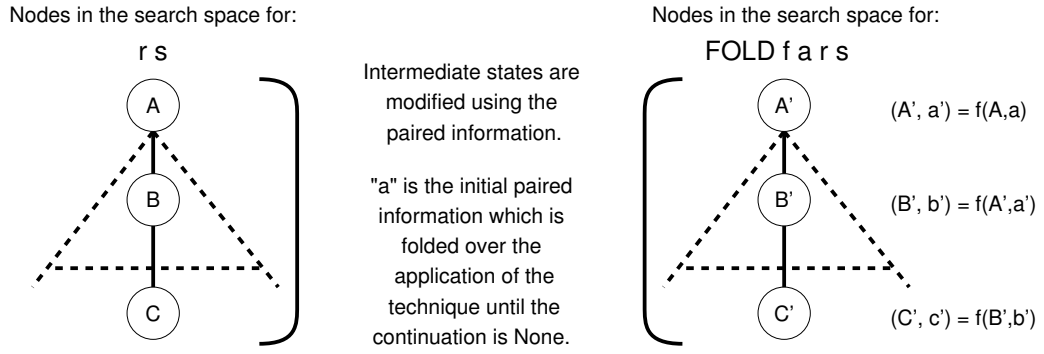 Nodes in the search space for:
r s
A
B
C
Intermediate states are
modified using the
paired information.
"a" is the initial paired
information which is
folded over the
application of the
technique until the
continuation is None.
Nodes in the search space for:
FOLD f a r s
A'
(A', a') = f(A,a)
B'
(B', b') = f(A',a')
C'
(C', c') = f(B',b')